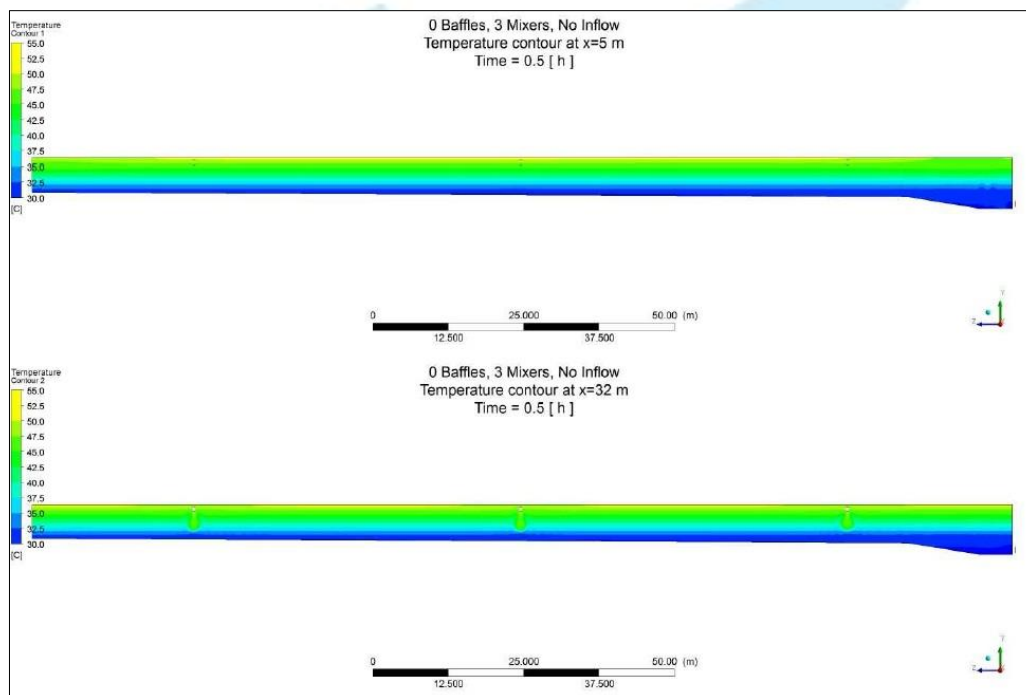 0 Baffles, 3 Mixers, No Inflow
Temperature contour at x=5 m
Time = 0.5 [ h ]
Temperature
Contour 1
55.0
52.5
50.0
47.5
45.0
42.5
40.0
37.5
35.0
32.5
30.0
[C]
Y
Z
0 25.000 50.00 (m)
12.500 37.500
0 Baffles, 3 Mixers, No Inflow
Temperature contour at x=32 m
Time = 0.5 [ h ]
Temperature
Contour 2
55.0
52.5
50.0
47.5
45.0
42.5
40.0
37.5
35.0
32.5
30.0
[C]
Y
Z
0 25.000 50.00 (m)
12.500 37.500